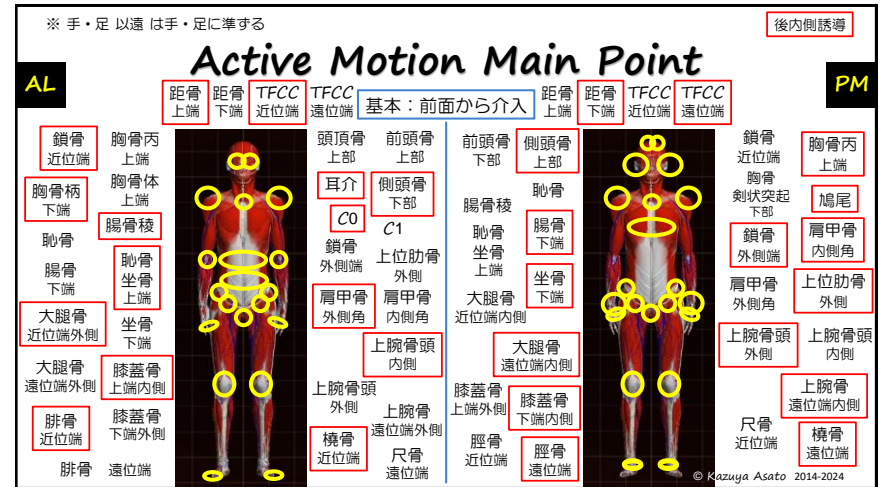 ※ 手・足 以遠 は手・足に準ずる
後内側誘導
Active Motion Main Point
AL
PM
距骨
上端
距骨
下端
TFCC
近位端
TFCC
遠位端
基本：前面から介入
距骨
上端
距骨
下端
TFCC
近位端
TFCC
遠位端
鎖骨
近位端
胸骨丙
上端
胸骨柄
下端
胸骨体
上端
腸骨稜
恥骨
恥骨
坐骨
上端
腸骨
下端
大腿骨
近位端外側
坐骨
下端
大腿骨
遠位端外側
膝蓋骨
上端内側
腓骨
近位端
膝蓋骨
下端外側
腓骨 遠位端
頭頂骨
上部
前頭骨
上部
耳介
側頭骨
下部
C0
C1
鎖骨
外側端
上位肋骨
外側
肩甲骨
外側角
肩甲骨
内側角
上腕骨頭
内側
上腕骨頭
外側
上腕骨
遠位端外側
橈骨
近位端
尺骨
遠位端
前頭骨
下部
側頭骨
上部
恥骨
腸骨稜
腸骨
下端
恥骨
坐骨
上端
坐骨
下端
大腿骨
近位端内側
大腿骨
遠位端内側
膝蓋骨
上端外側
膝蓋骨
下端内側
脛骨
近位端
脛骨
遠位端
鎖骨
近位端
胸骨丙
上端
胸骨
剣状突起
下部
鳩尾
鎖骨
外側端
肩甲骨
内側角
肩甲骨
外側角
上位肋骨
外側
上腕骨頭
外側
上腕骨頭
内側
上腕骨
遠位端内側
尺骨
近位端
橈骨
遠位端
© Kazuya Asato 2014-2024